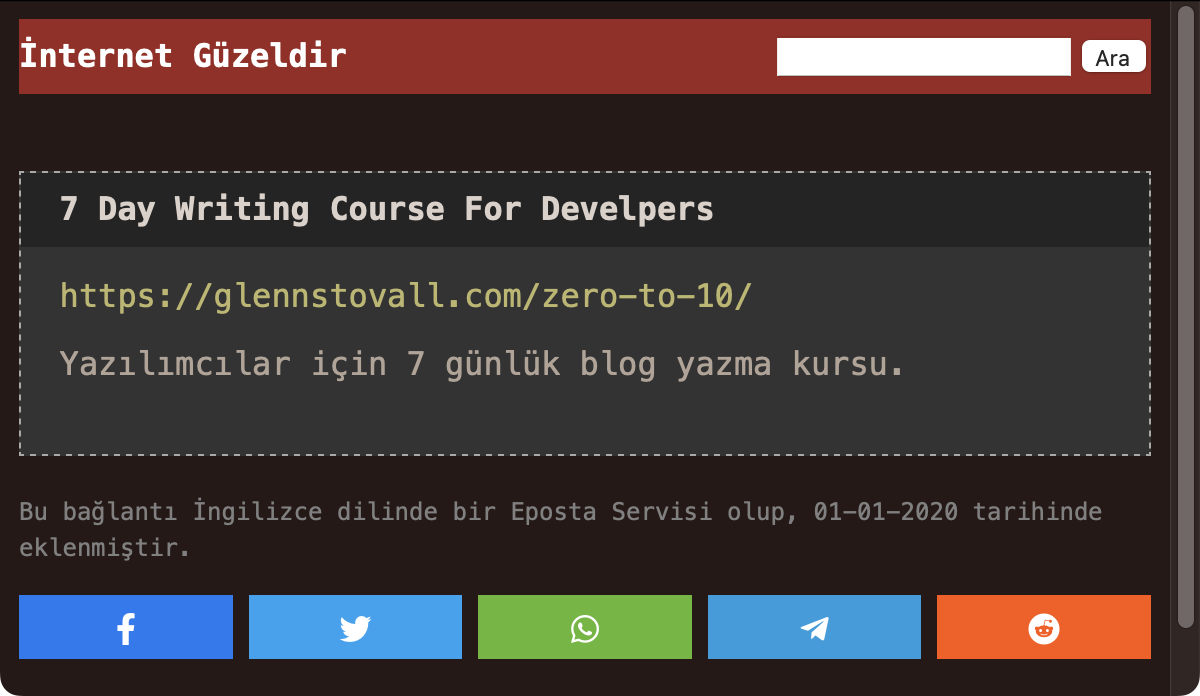 İnternet Güzeldir
Ara
7 Day Writing Course For Develpers
https://glennstovall.com/zero-to-10/
Yazılımcılar için 7 günlük blog yazma kursu.
Bu bağlantı İngilizce dilinde bir Eposta Servisi olup, 01-01-2020 tarihinde
eklenmiştir.